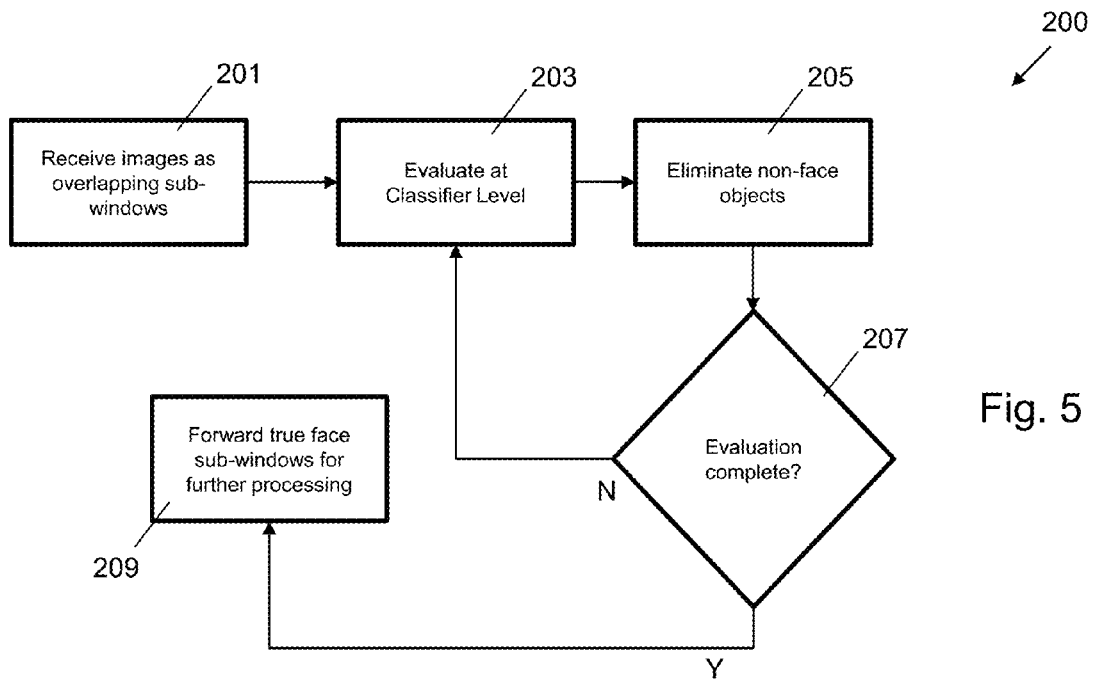 200
201
203
205
Receive images as
overlapping sub-
windows
Evaluate at
Classifier Level
Eliminate non-face
objects
207
Fig. 5
Evaluation
complete?
N
Forward true face
sub-windows for
further processing
209
Y